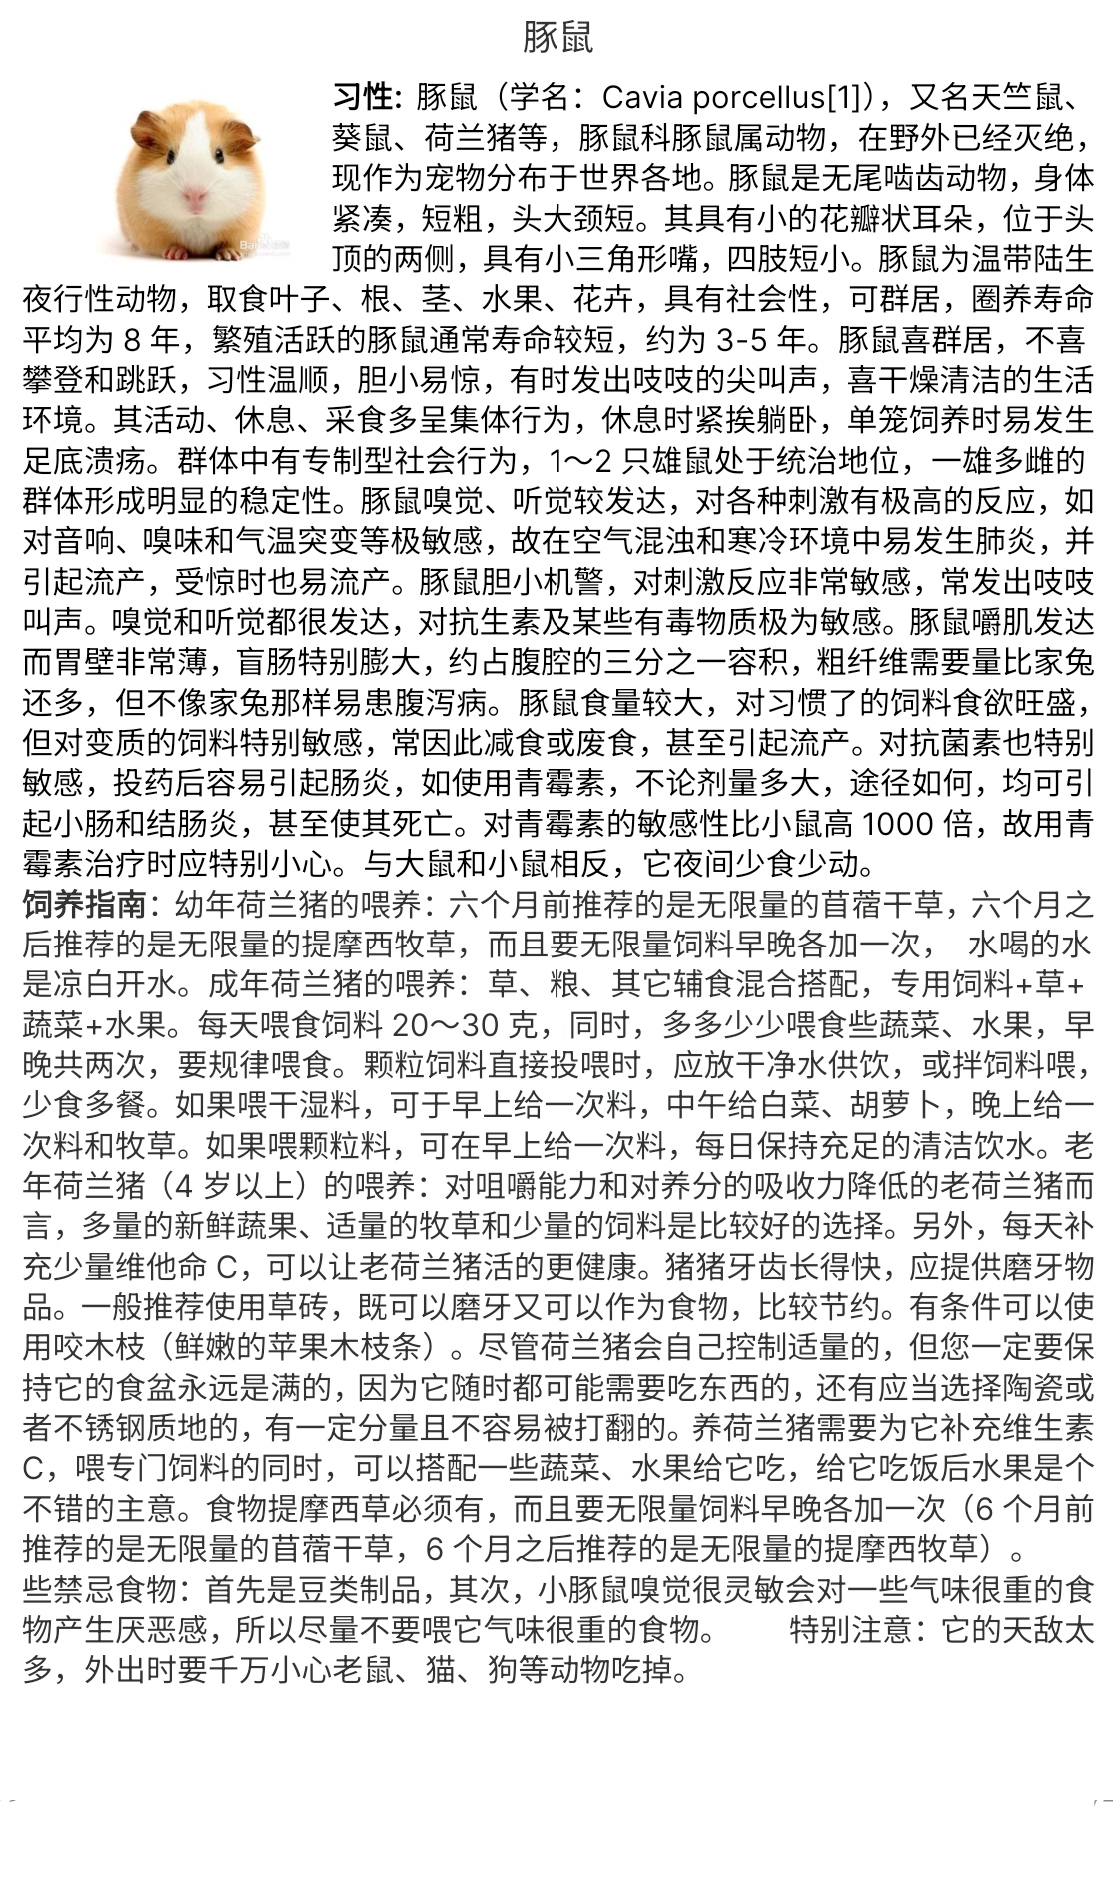 豚鼠
习性: 豚鼠（学名：Cavia porcellus[1]），又名天竺鼠、
葵鼠、荷兰猪等，豚鼠科豚鼠属动物，在野外已经灭绝，
现作为宠物分布于世界各地。豚鼠是无尾啮齿动物，身体
紧凑，短粗，头大颈短。其具有小的花瓣状耳朵，位于头
顶的两侧，具有小三角形嘴，四肢短小。豚鼠为温带陆生
夜行性动物，取食叶子、根、茎、水果、花卉，具有社会性，可群居，圈养寿命
平均为 8 年，繁殖活跃的豚鼠通常寿命较短，约为 3-5 年。豚鼠喜群居，不喜
攀登和跳跃，习性温顺，胆小易惊，有时发出吱吱的尖叫声，喜干燥清洁的生活
环境。其活动、休息、采食多呈集体行为，休息时紧挨躺卧，单笼饲养时易发生
足底溃疡。群体中有专制型社会行为，1～2 只雄鼠处于统治地位，一雄多雌的
群体形成明显的稳定性。豚鼠嗅觉、听觉较发达，对各种刺激有极高的反应，如
对音响、嗅味和气温突变等极敏感，故在空气混浊和寒冷环境中易发生肺炎，并
引起流产，受惊时也易流产。豚鼠胆小机警，对刺激反应非常敏感，常发出吱吱
叫声。嗅觉和听觉都很发达，对抗生素及某些有毒物质极为敏感。豚鼠嚼肌发达
而胃壁非常薄，盲肠特别膨大，约占腹腔的三分之一容积，粗纤维需要量比家兔
还多，但不像家兔那样易患腹泻病。豚鼠食量较大，对习惯了的饲料食欲旺盛，
但对变质的饲料特别敏感，常因此减食或废食，甚至引起流产。对抗菌素也特别
敏感，投药后容易引起肠炎，如使用青霉素，不论剂量多大，途径如何，均可引
起小肠和结肠炎，甚至使其死亡。对青霉素的敏感性比小鼠高 1000 倍，故用青
霉素治疗时应特别小心。与大鼠和小鼠相反，它夜间少食少动。
饲养指南：幼年荷兰猪的喂养：六个月前推荐的是无限量的苜蓿干草，六个月之
后推荐的是无限量的提摩西牧草，而且要无限量饲料早晚各加一次， 水喝的水
是凉白开水。成年荷兰猪的喂养：草、粮、其它辅食混合搭配，专用饲料+草+
蔬菜+水果。每天喂食饲料 20～30 克，同时，多多少少喂食些蔬菜、水果，早
晚共两次，要规律喂食。颗粒饲料直接投喂时，应放干净水供饮，或拌饲料喂，
少食多餐。如果喂干湿料，可于早上给一次料，中午给白菜、胡萝卜，晚上给一
次料和牧草。如果喂颗粒料，可在早上给一次料，每日保持充足的清洁饮水。老
年荷兰猪（4 岁以上）的喂养：对咀嚼能力和对养分的吸收力降低的老荷兰猪而
言，多量的新鲜蔬果、适量的牧草和少量的饲料是比较好的选择。另外，每天补
充少量维他命 C，可以让老荷兰猪活的更健康。猪猪牙齿长得快，应提供磨牙物
品。一般推荐使用草砖，既可以磨牙又可以作为食物，比较节约。有条件可以使
用咬木枝（鲜嫩的苹果木枝条）。尽管荷兰猪会自己控制适量的，但您一定要保
持它的食盆永远是满的，因为它随时都可能需要吃东西的，还有应当选择陶瓷或
者不锈钢质地的，有一定分量且不容易被打翻的。养荷兰猪需要为它补充维生素
C，喂专门饲料的同时，可以搭配一些蔬菜、水果给它吃，给它吃饭后水果是个
不错的主意。食物提摩西草必须有，而且要无限量饲料早晚各加一次（6 个月前
推荐的是无限量的苜蓿干草，6 个月之后推荐的是无限量的提摩西牧草）。
些禁忌食物：首先是豆类制品，其次，小豚鼠嗅觉很灵敏会对一些气味很重的食
物产生厌恶感，所以尽量不要喂它气味很重的食物。 特别注意：它的天敌太
多，外出时要千万小心老鼠、猫、狗等动物吃掉。